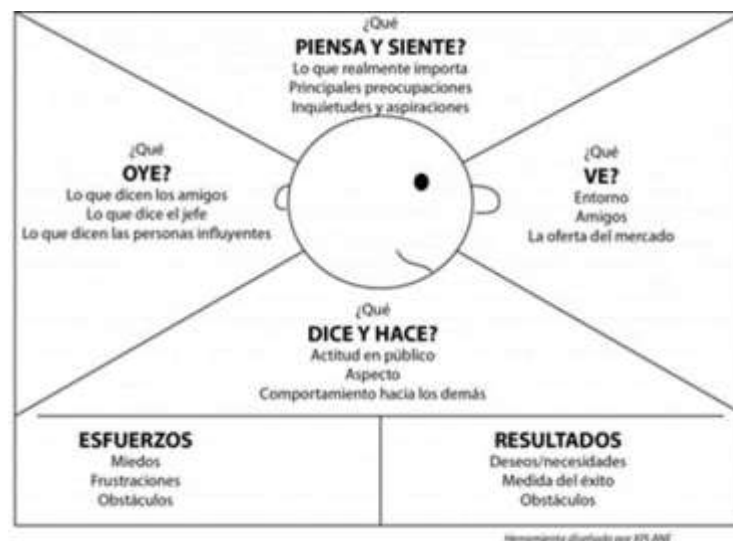 ¿Qué
PIENSA Y SIENTE?
Lo que realmente importa
Principales preocupaciones
Inquietudes y aspiraciones
¿Qué
OYE?
Lo que dicen los amigos
Lo que dice el jefe
Lo que dicen las personas influyentes
¿Qué
VE?
Entorno
Amigos
La oferta del mercado
¿Qué
DICE Y HACE?
Actitud en público
Aspecto
Comportamiento hacia los demás
ESFUERZOS
Miedos
Frustraciones
Obstáculos
RESULTADOS
Deseos/necesidades
Medida del éxito
Obstáculos
por XPLANE